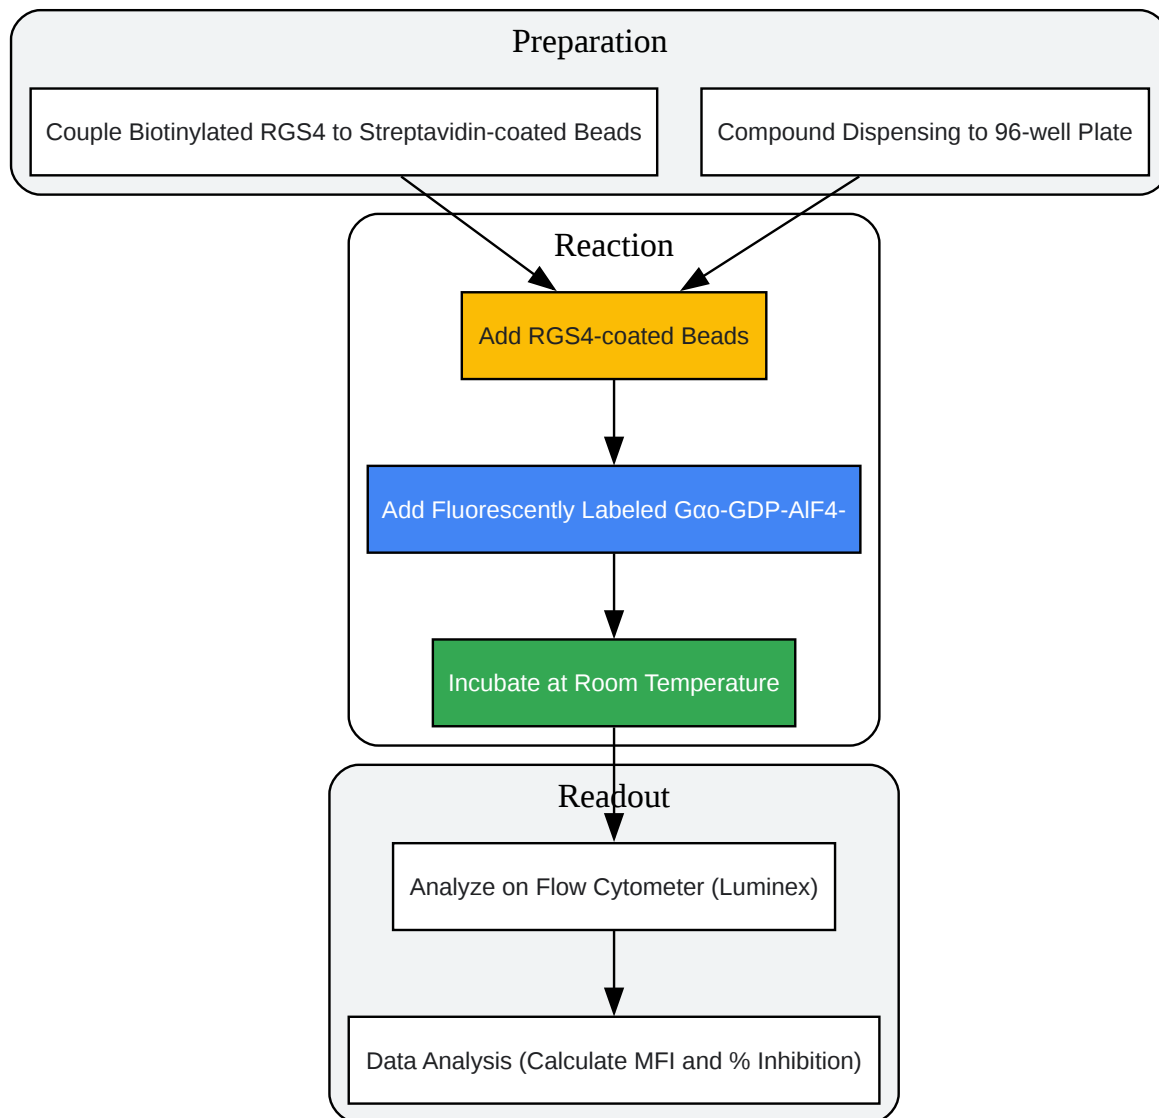 Preparation
Couple Biotinylated RGS4 to Streptavidin-coated Beads
Compound Dispensing to 96-well Plate
Reaction
Add RGS4-coated Beads
Add Fluorescently Labeled Gαo-GDP-AlF4-
Incubate at Room Temperature
Readout
Analyze on Flow Cytometer (Luminex)
Data Analysis (Calculate MFI and % Inhibition)